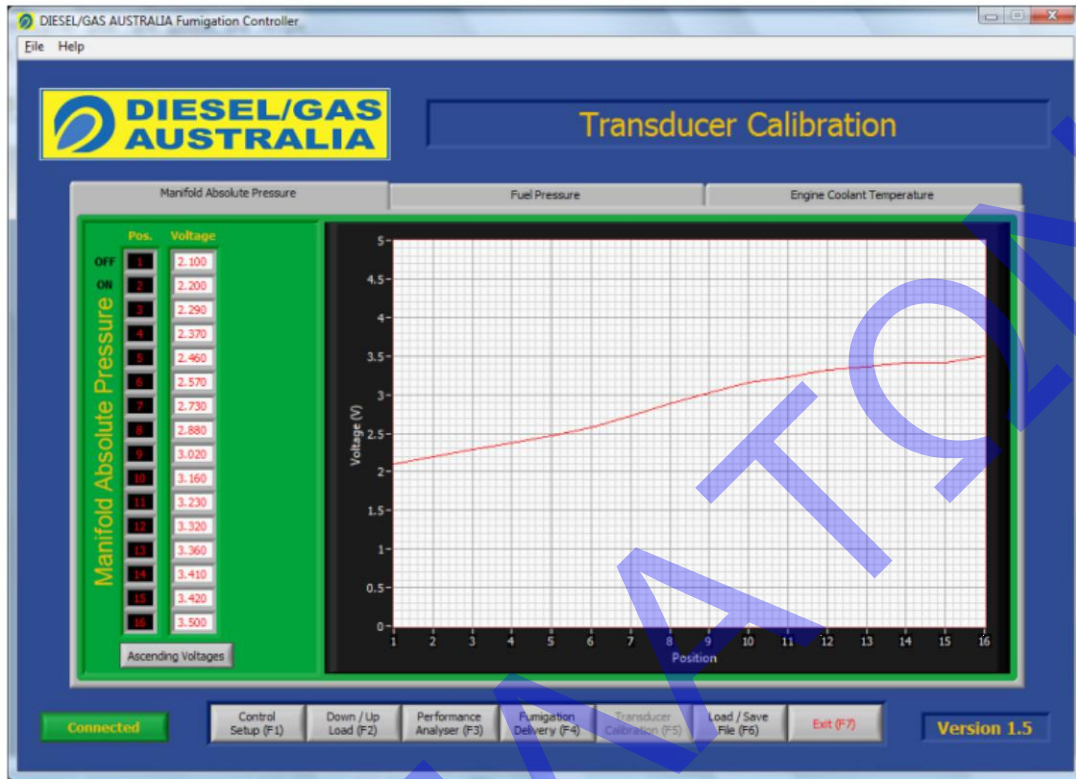 DIESEL/GAS AUSTRALIA Fumigation Controller
File Help
DIESEL/GAS
AUSTRALIA
Transducer Calibration
Manifold Absolute Pressure
Fuel Pressure
Engine Coolant Temperature
Manifold Absolute Pressure
Pos. Voltage
OFF 1 2.100
ON 2 2.200
3 2.290
4 2.370
5 2.460
6 2.570
7 2.730
8 2.880
9 3.020
10 3.160
11 3.230
12 3.320
13 3.360
14 3.410
15 3.420
16 3.500
Ascending Voltages
Voltage (V)
5
4.5
4
3.5
3
2.5
2
1.5
1
0.5
0
1 2 3 4 5 6 7 8 9 10 11 12 13 14 15 16
Position
Connected
Control Setup (F1)
Down / Up Load (F2)
Performance Analyser (F3)
Fumigation Delivery (F4)
Transducer Calibration (F5)
Load / Save File (F6)
Exit (F7)
Version 1.5